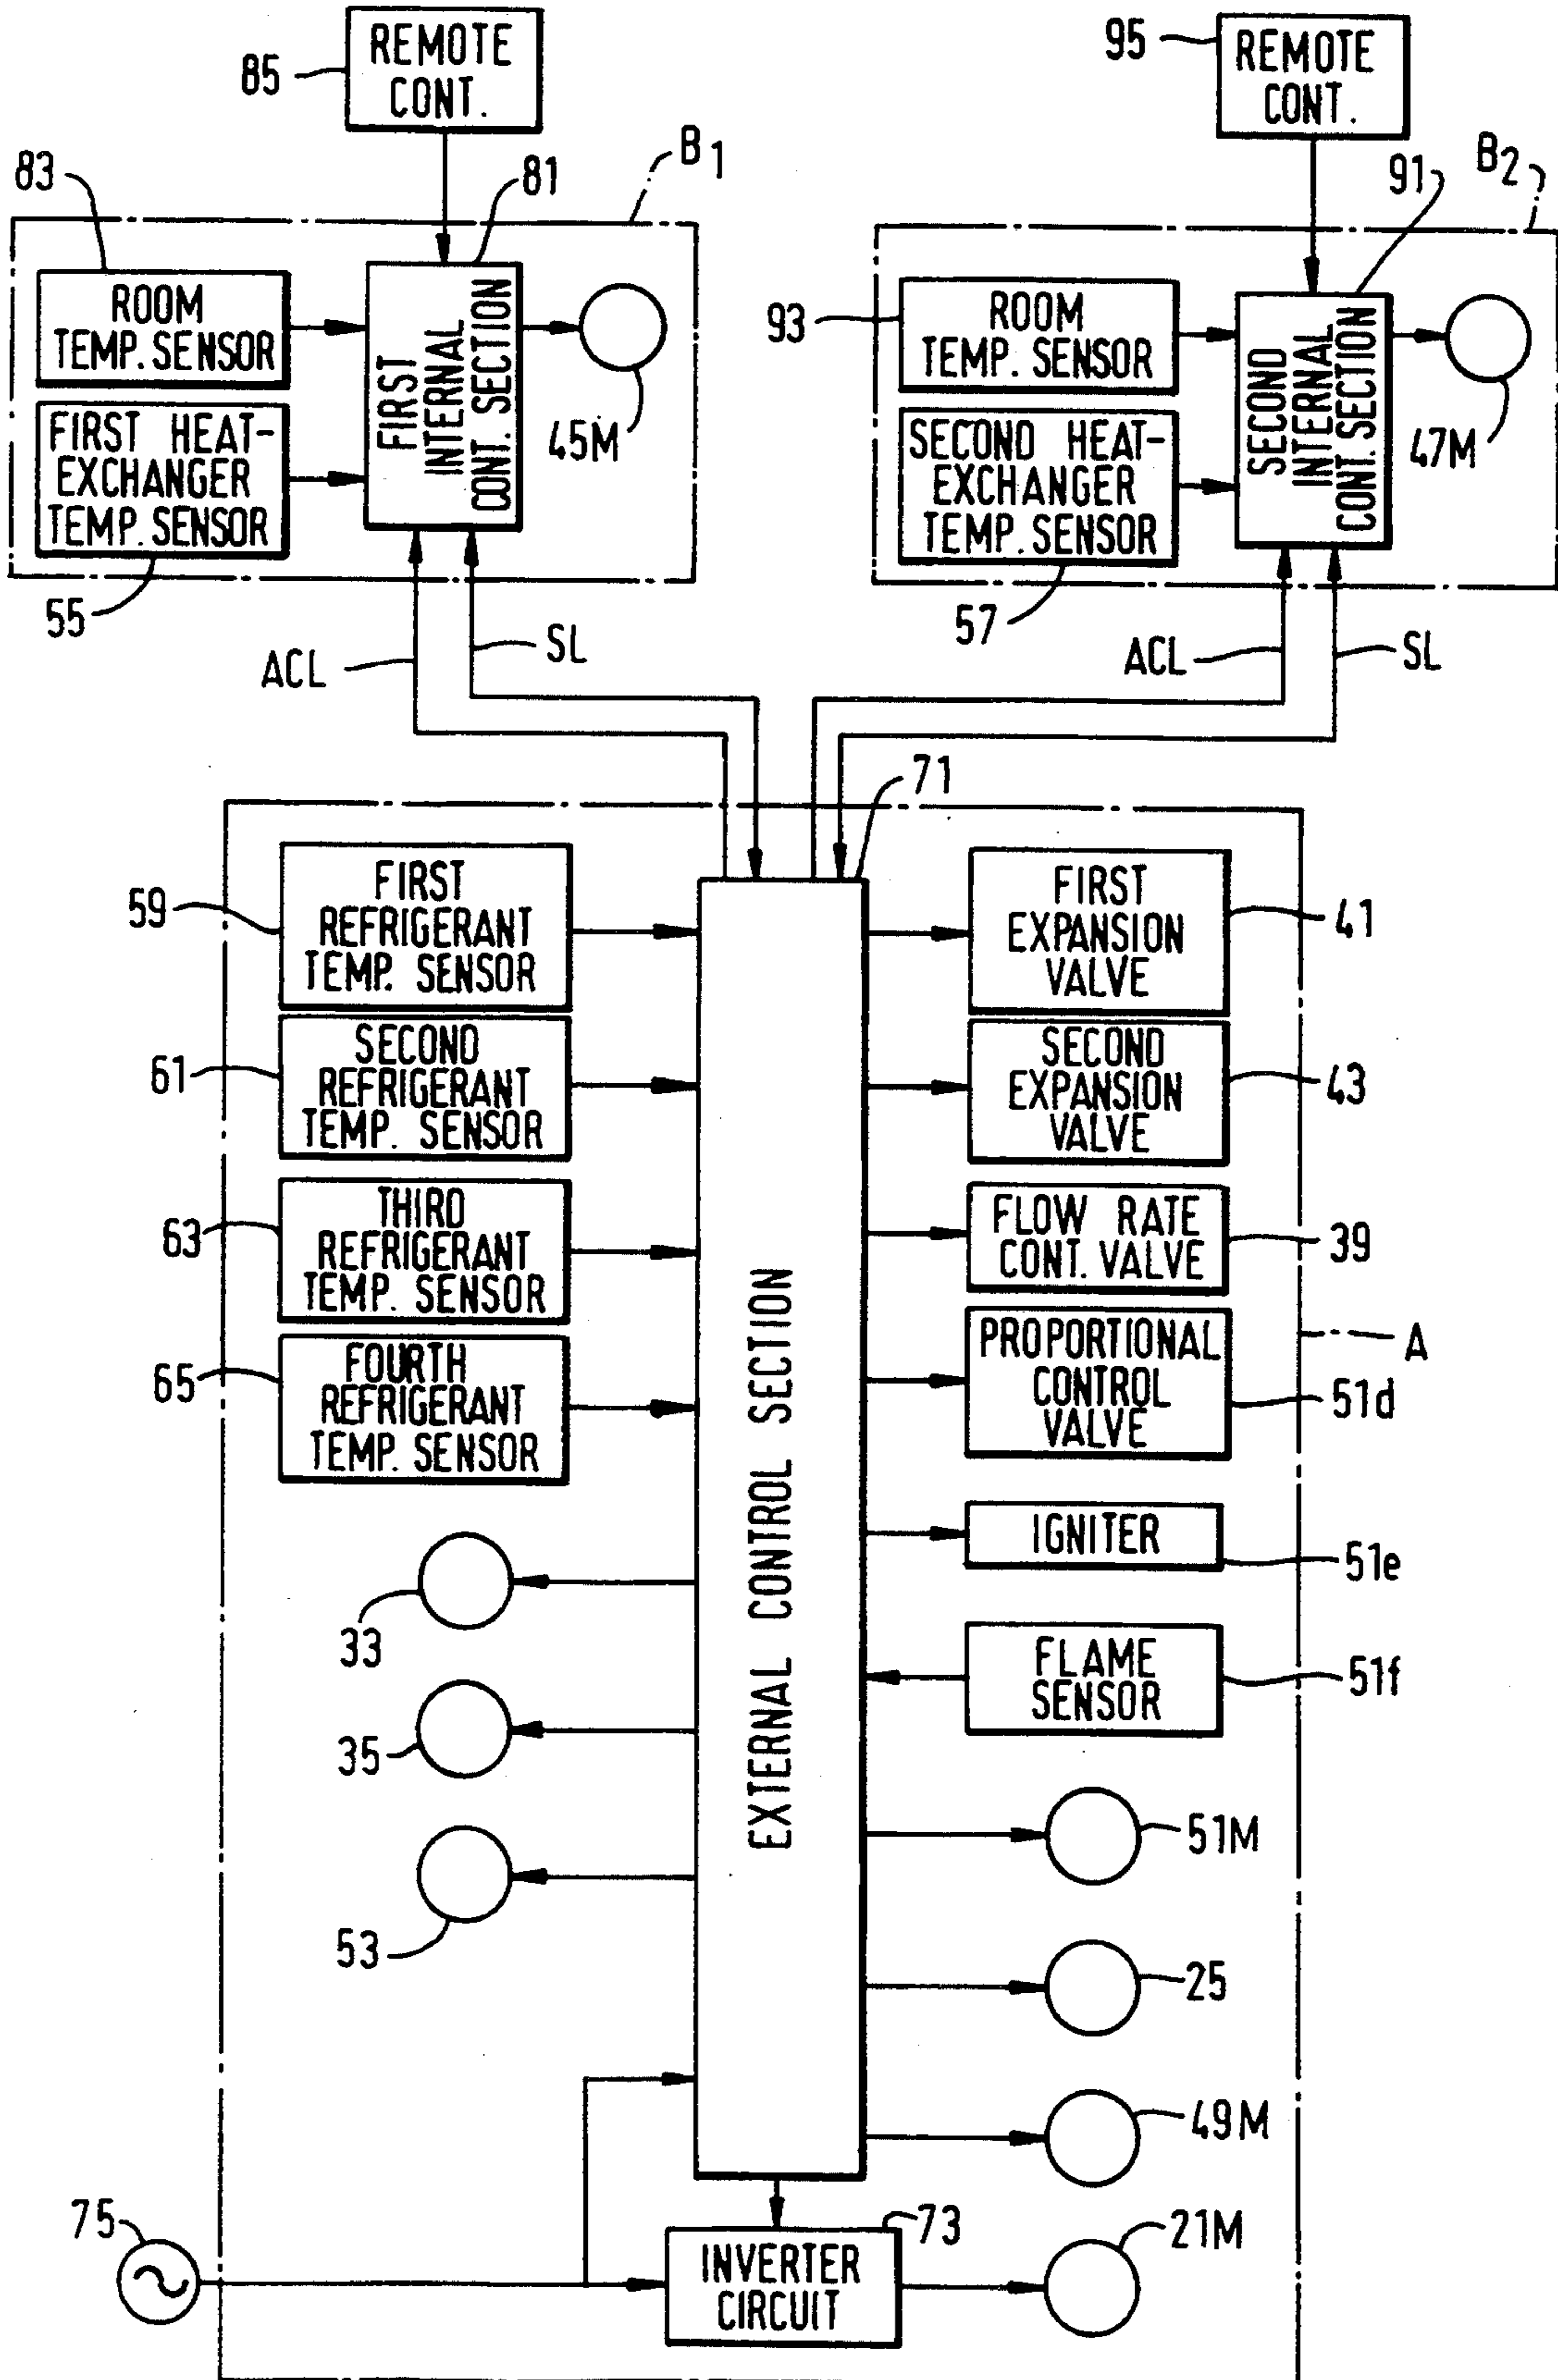 REMOTE
CONT.
85
REMOTE
CONT.
95
B1
B2
83
81
91
ROOM
TEMP. SENSOR
FIRST
INTERNAL
CONT. SECTION
45M
FIRST HEAT-
EXCHANGER
TEMP. SENSOR
55
93
ROOM
TEMP. SENSOR
SECOND
INTERNAL
CONT. SECTION
47M
SECOND HEAT-
EXCHANGER
TEMP. SENSOR
57
ACL
SL
ACL
SL
71
59
FIRST
REFRIGERANT
TEMP. SENSOR
61
SECOND
REFRIGERANT
TEMP. SENSOR
63
THIRD
REFRIGERANT
TEMP. SENSOR
65
FOURTH
REFRIGERANT
TEMP. SENSOR
33
35
53
EXTERNAL CONTROL SECTION
FIRST
EXPANSION
VALVE
41
SECOND
EXPANSION
VALVE
43
FLOW RATE
CONT. VALVE
39
A
PROPORTIONAL
CONTROL
VALVE
51d
IGNITER
51e
FLAME
SENSOR
51f
51M
25
49M
75
73
INVERTER
CIRCUIT
21M